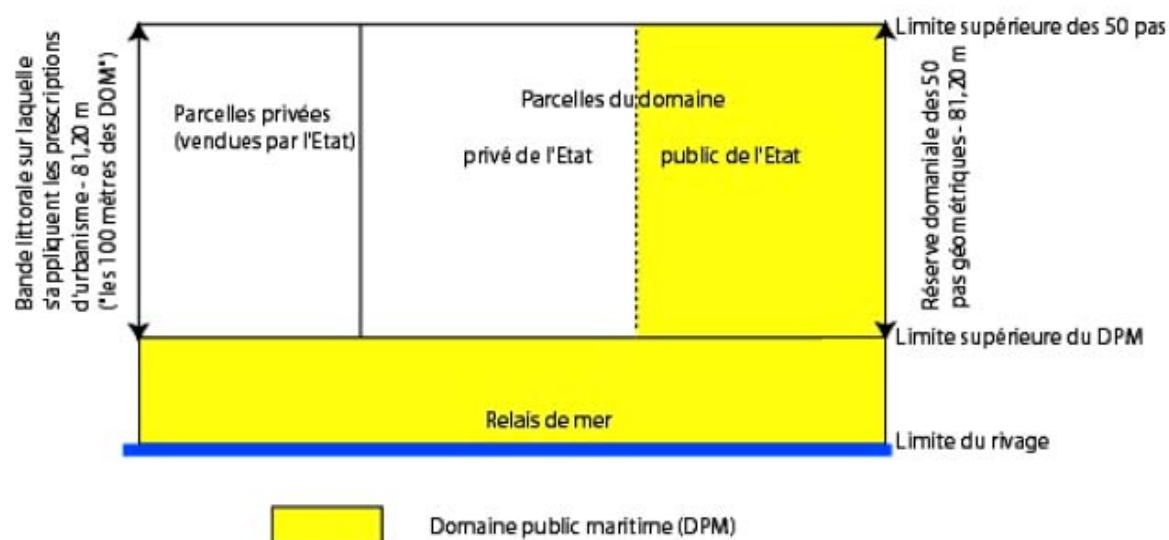 Limite supérieure des 50 pas
Bande littorale sur laquelle
s'appliquent les prescriptions
d'urbanisme - 81,20 m
("les 100 mètres des DOM")
Parcelles privées
(vendues par l'Etat)
Parcelles du domaine
privé de l'Etat
public de l'Etat
Réserve domaniale des 50
pas géométriques - 81,20 m
Limite supérieure du DPM
Relais de mer
Limite du rivage
Domaine public maritime (DPM)